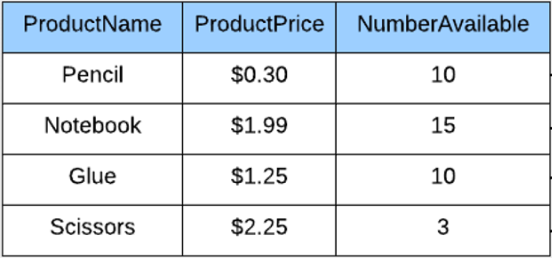 ProductName ProductPrice NumberAvailable
Pencil $0.30 10
Notebook $1.99 15
Glue $1.25 10
Scissors $2.25 3